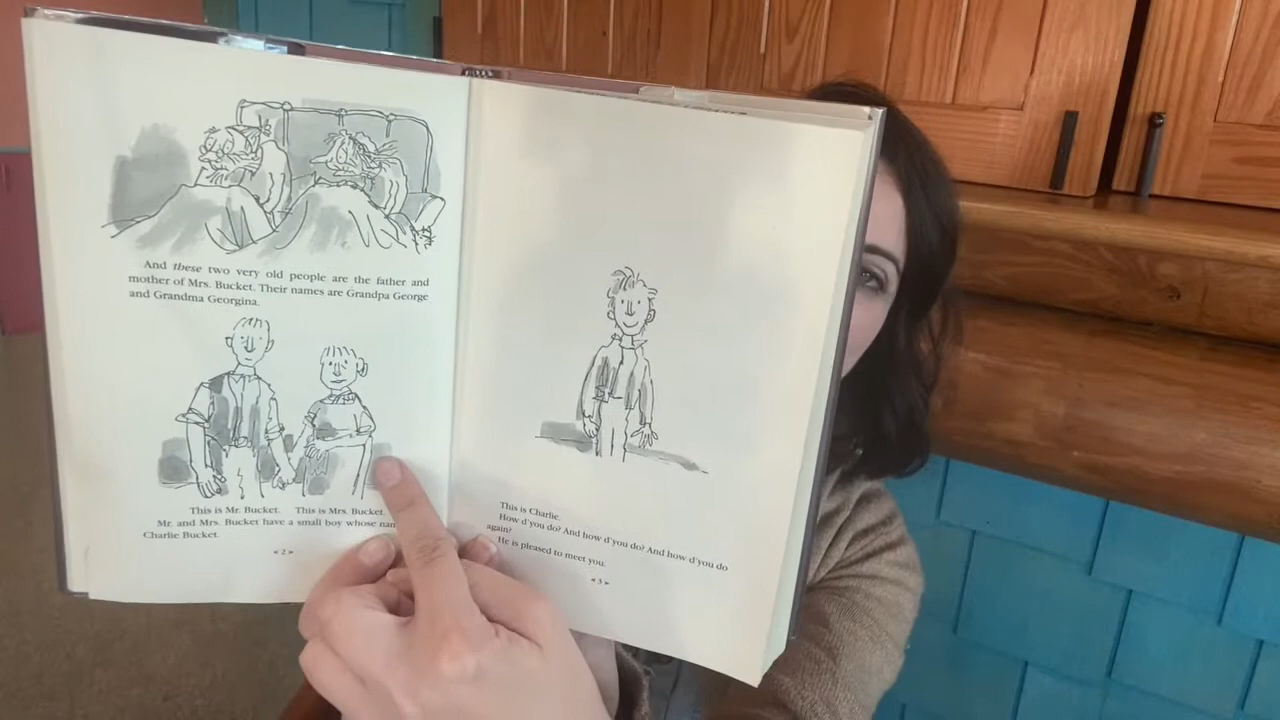 And these two very old people are the father and
mother of Mrs. Bucket. Their names are Grandpa George
and Grandma Georgina.
This is Mr. Bucket. This is Mrs. Bucket.
Mr. and Mrs. Bucket have a small boy whose
Charlie Bucket.
◂ 2 ▸
This is Charlie.
How d'you do? And how d'you do? And how d'you do
again?
He is pleased to meet you.
◂ 3 ▸